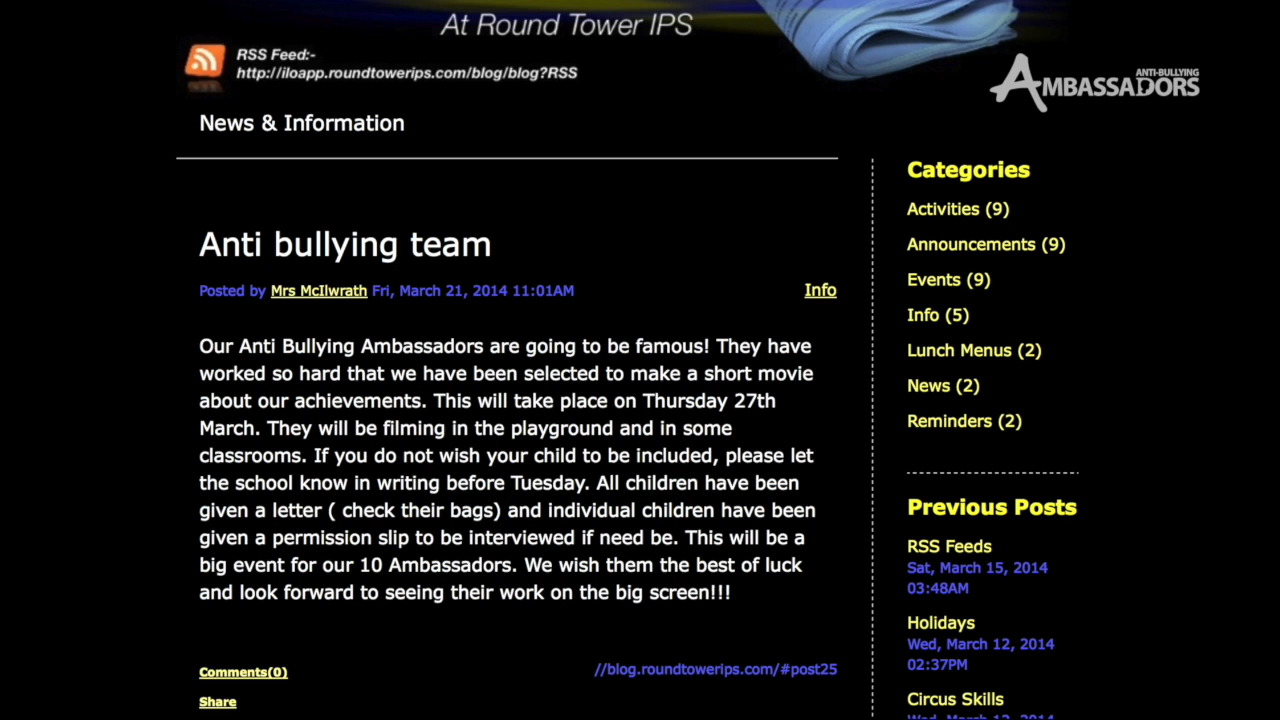 At Round Tower IPS
RSS Feed:-
http://iloapp.roundtowerips.com/blog/blog?RSS
ANTI-BULLYING
AMBASSADORS
News & Information
Anti bullying team
Posted by Mrs McIlwrath Fri, March 21, 2014 11:01AM
Info
Our Anti Bullying Ambassadors are going to be famous! They have
worked so hard that we have been selected to make a short movie
about our achievements. This will take place on Thursday 27th
March. They will be filming in the playground and in some
classrooms. If you do not wish your child to be included, please let
the school know in writing before Tuesday. All children have been
given a letter ( check their bags) and individual children have been
given a permission slip to be interviewed if need be. This will be a
big event for our 10 Ambassadors. We wish them the best of luck
and look forward to seeing their work on the big screen!!!
Comments(0)
//blog.roundtowerips.com/#post25
Share
Categories
Activities (9)
Announcements (9)
Events (9)
Info (5)
Lunch Menus (2)
News (2)
Reminders (2)
Previous Posts
RSS Feeds
Sat, March 15, 2014
03:48AM
Holidays
Wed, March 12, 2014
02:37PM
Circus Skills
Wed, March 12, 2014